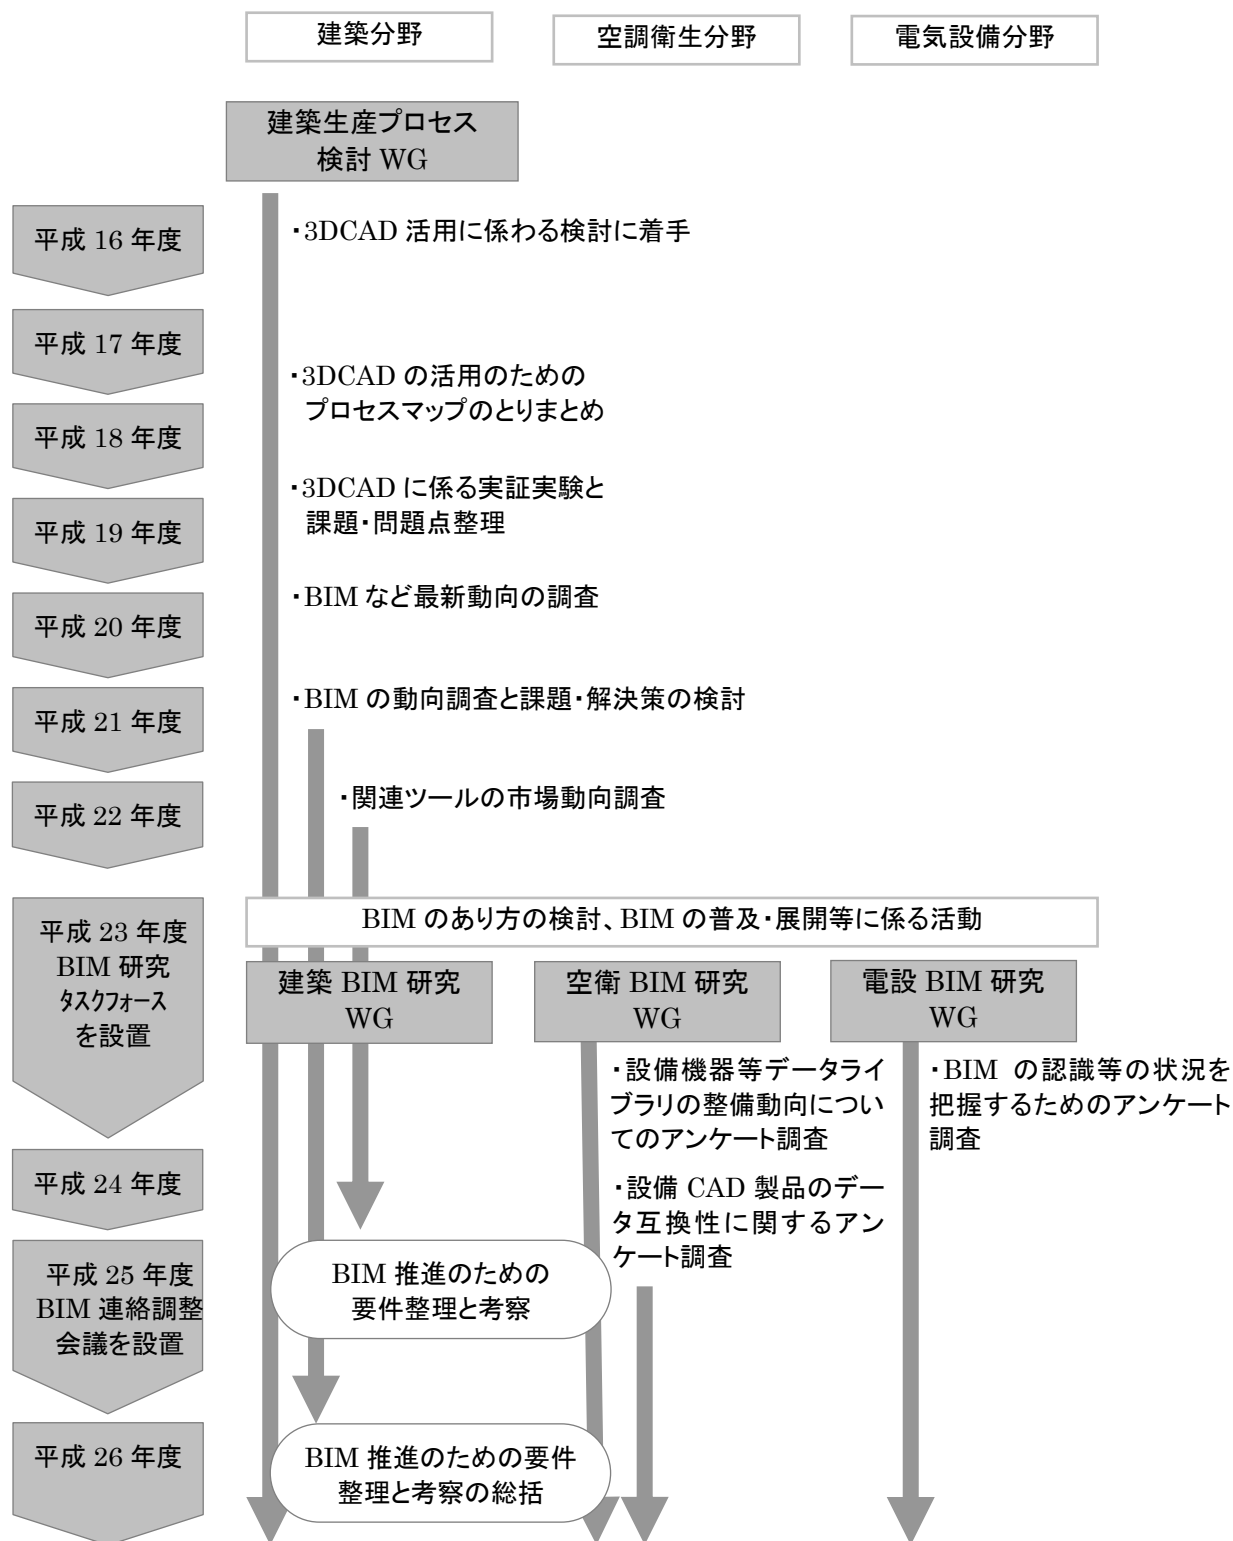 建築分野
空調衛生分野
電気設備分野
建築生産プロセス
検討 WG
平成 16 年度
・3DCAD 活用に係わる検討に着手
平成 17 年度
・3DCAD の活用のための
プロセスマップのとりまとめ
平成 18 年度
・3DCAD に係る実証実験と
課題・問題点整理
平成 19 年度
・BIM など最新動向の調査
平成 20 年度
・BIM の動向調査と課題・解決策の検討
平成 21 年度
・関連ツールの市場動向調査
平成 22 年度
BIM のあり方の検討、BIM の普及・展開等に係る活動
平成 23 年度
BIM 研究
タスクフォース
を設置
建築 BIM 研究
WG
空衛 BIM 研究
WG
電設 BIM 研究
WG
・設備機器等データライ
ブラリの整備動向につい
てのアンケート調査
・BIM の認識等の状況を
把握するためのアンケート
調査
平成 24 年度
・設備 CAD 製品のデー
タ互換性に関するアン
ケート調査
平成 25 年度
BIM 連絡調整
会議を設置
BIM 推進のための
要件整理と考察
平成 26 年度
BIM 推進のための要件
整理と考察の総括